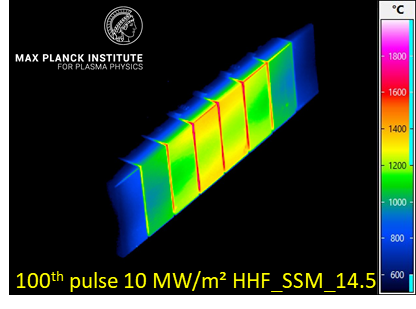 MAX PLANCK INSTITUTE
FOR PLASMA PHYSICS
°C
1800
1600
1400
1200
1000
800
600
100th pulse 10 MW/m² HHF_SSM_14.5